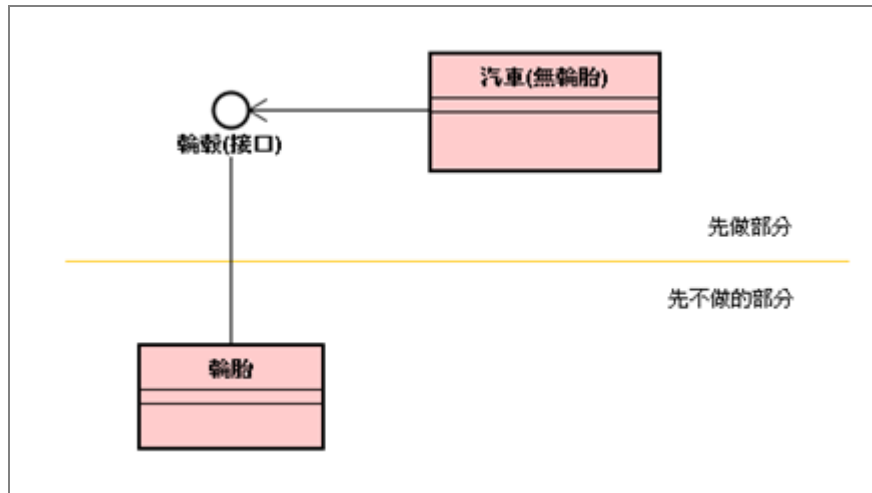 汽車(無輪胎)
輪轂(接口)
先做部分
先不做的部分
輪胎